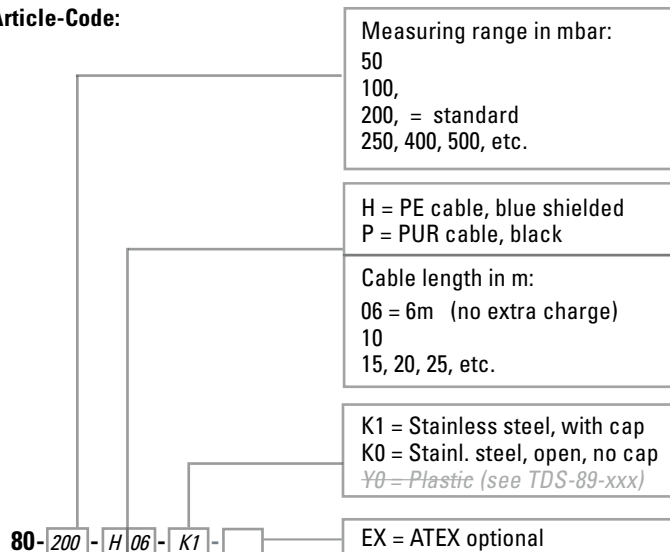 Article-Code:
Measuring range in mbar:
50
100,
200, = standard
250, 400, 500, etc.
H = PE cable, blue shielded
P = PUR cable, black
Cable length in m:
06 = 6m (no extra charge)
10
15, 20, 25, etc.
K1 = Stainless steel, with cap
K0 = Stainl. steel, open, no cap
Y0 = Plastic (see TDS-89-xxx)
80- 200 - H 06 - K1 -
EX = ATEX optional